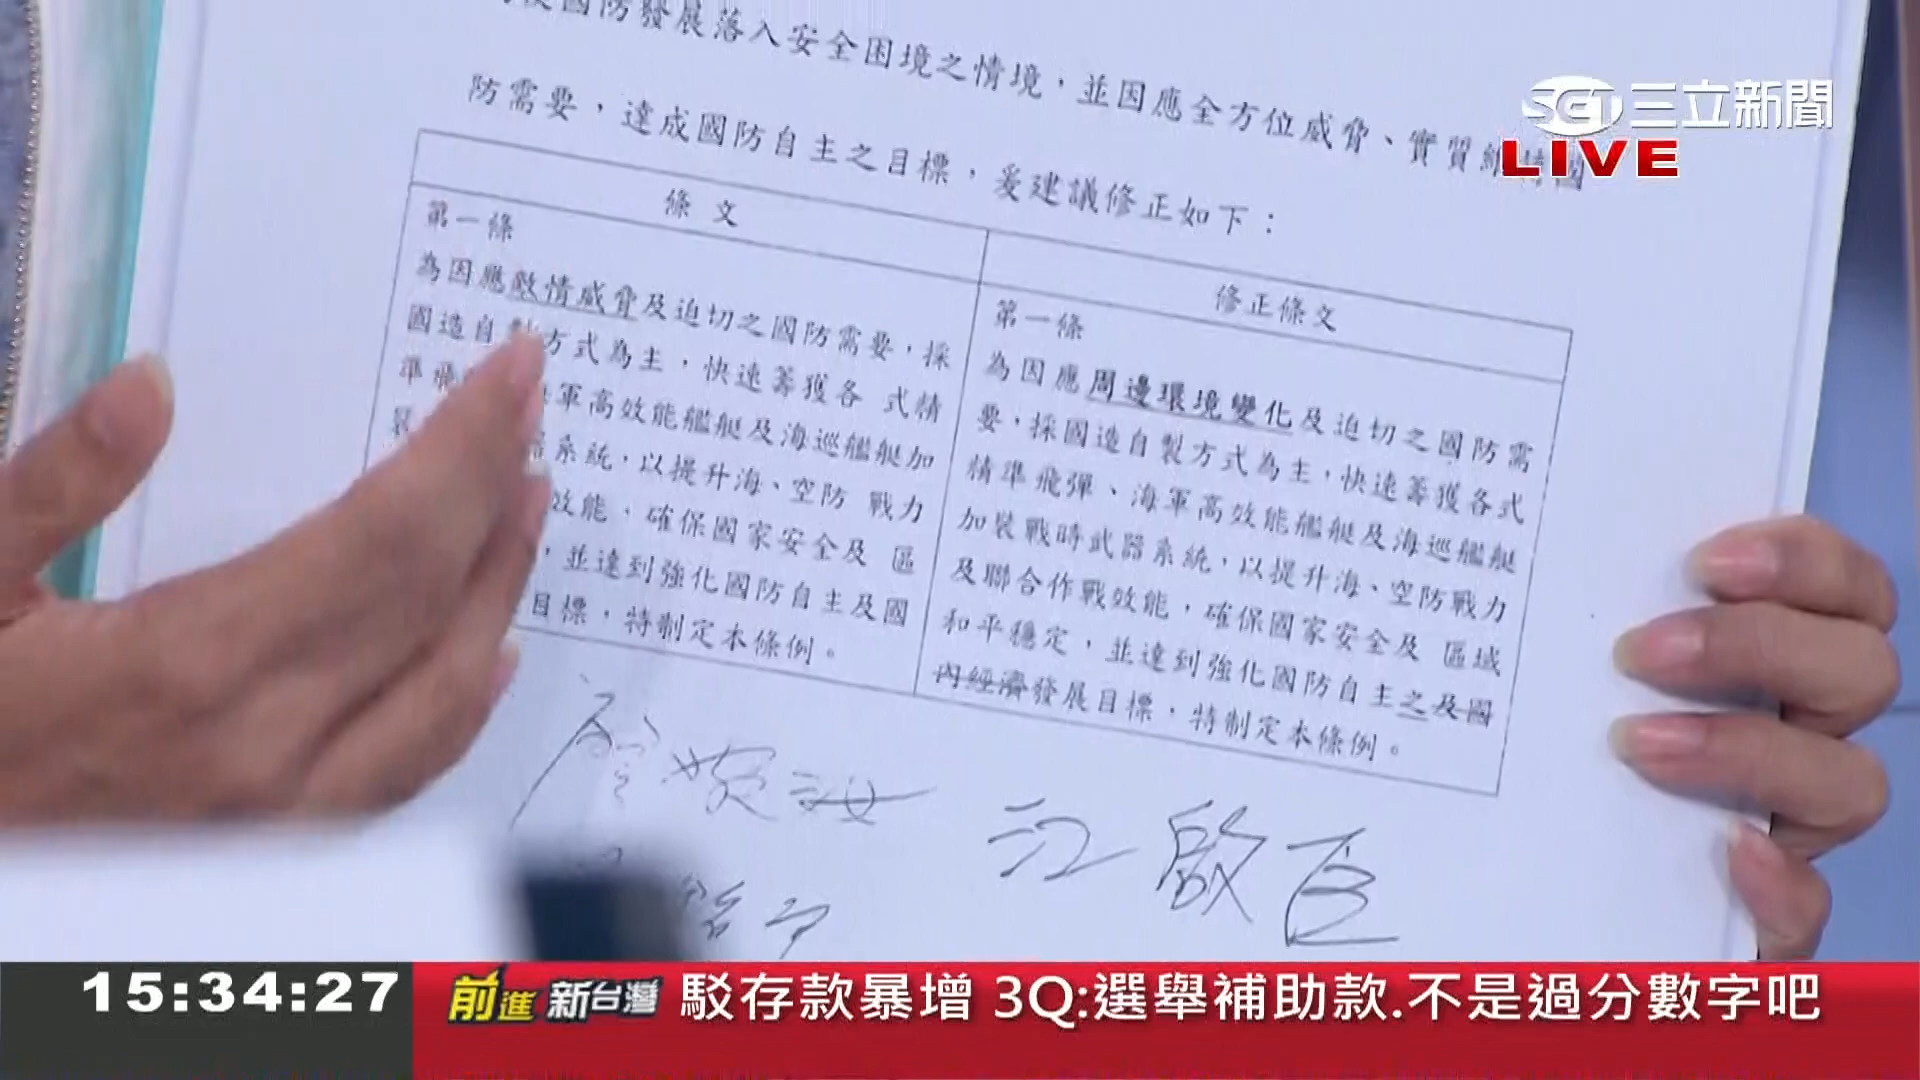 國防發展落入安全困境之情境，並因應全方位威脅、實質維持國
防需要，達成國防自主之目標，爰建議修正如下：
條文
第一條
為因應敵情威脅及迫切之國防需要，採
國造自製方式為主，快速籌獲各 式精
準飛
軍高效能艦艇及海巡艦艇加
系統，以提升海、空防 戰力
效能，確保國家安全及 區
，並達到強化國防自主及國
目標，特制定本條例。
修正條文
第一條
為因應周邊環境變化及迫切之國防需
要，採國造自製方式為主，快速籌獲各式
精準飛彈、海軍高效能艦艇及海巡艦艇
加裝戰時武器系統，以提升海、空防戰力
及聯合作戰效能，確保國家安全及 區域
和平穩定，並達到強化國防自主之及國
內經濟發展目標，特制定本條例。
江啟臣
SET三立新聞
LIVE
15:34:27
前進新台灣
駁存款暴增 3Q:選舉補助款.不是過分數字吧